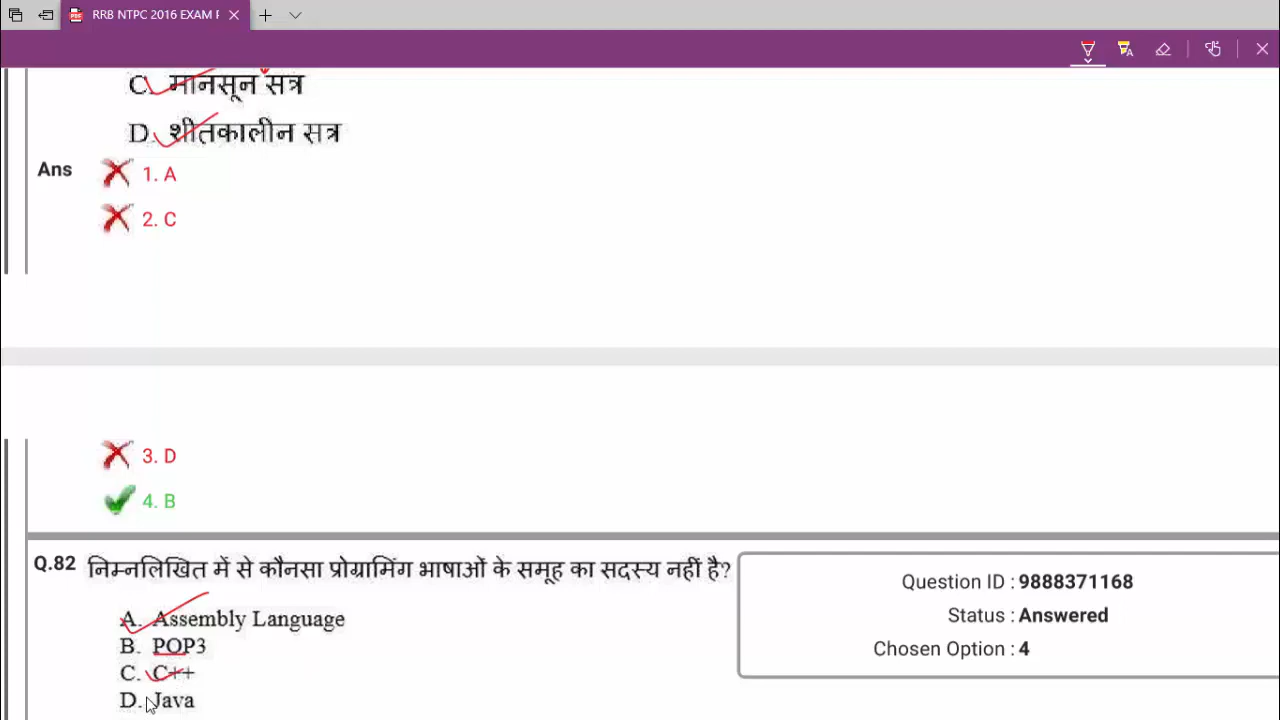 RRB NTPC 2016 EXAM F
C. मानसून सत्र
D. शीतकालीन सत्र
Ans
1. A
2. C
3. D
4. B
Q.82 निम्नलिखित में से कौनसा प्रोग्रामिंग भाषाओं के समूह का सदस्य नहीं है?
A. Assembly Language
B. POP3
C. C++
D. Java
Question ID : 9888371168
Status : Answered
Chosen Option : 4